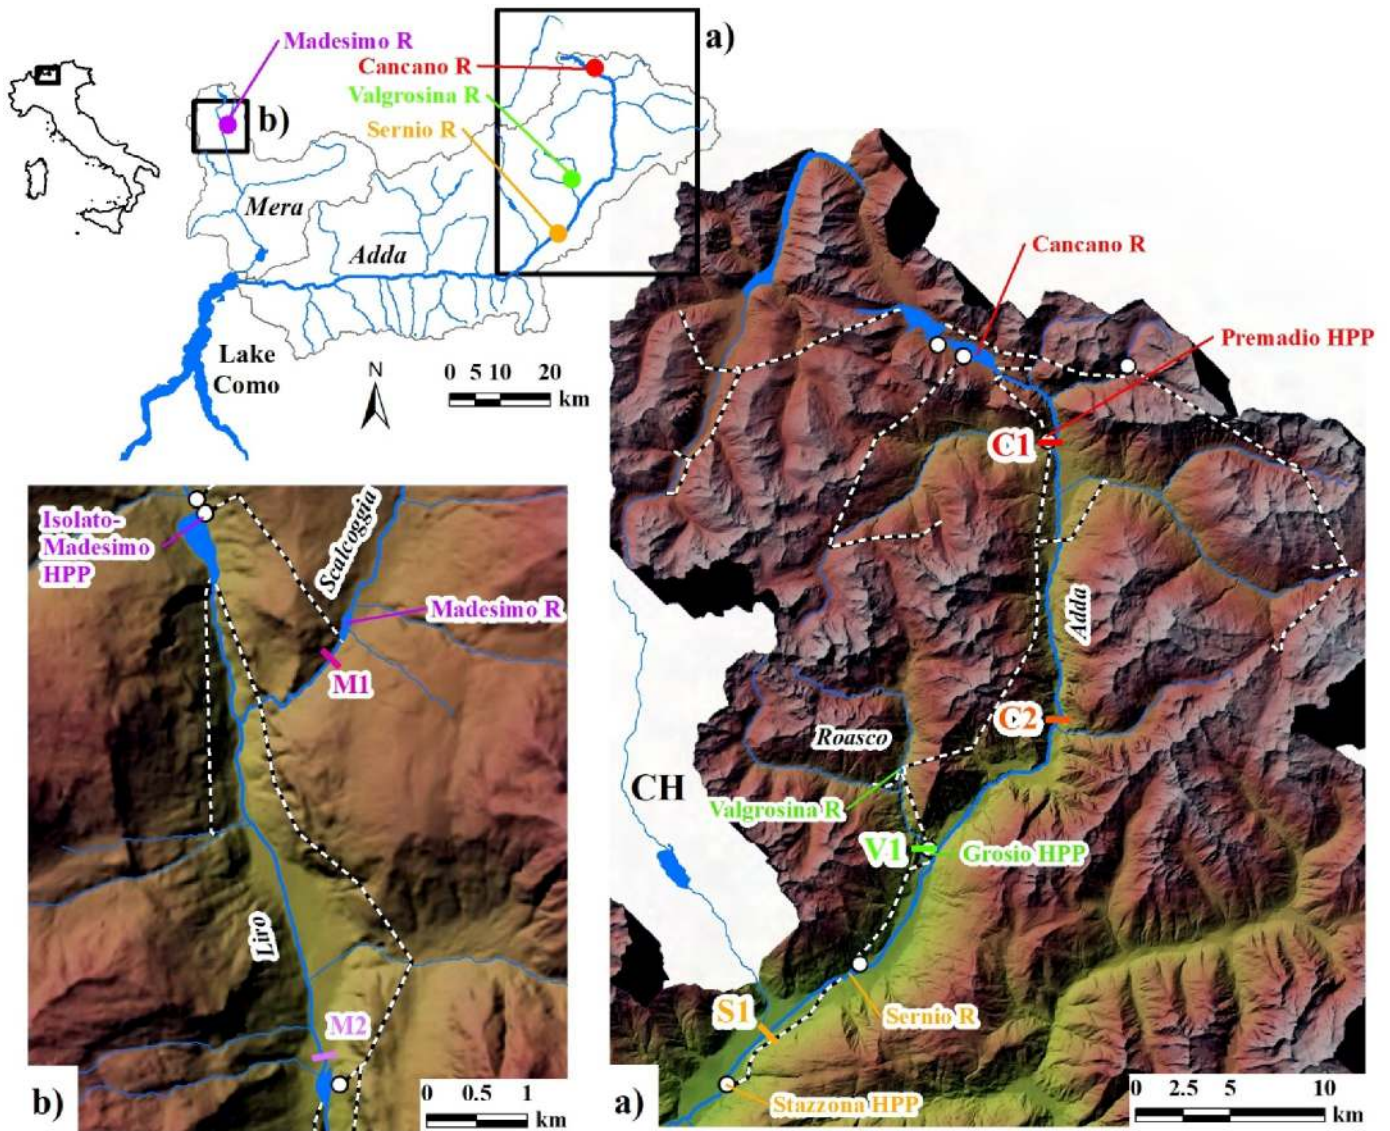 Madesimo R
a)
Cancano R
Valgrosina R
b)
Sernio R
Mera
Adda
Lake
Como
N
0 5 10 20
km
Cancano R
Premadio HPP
C1
Isolato-
Madesimo
HPP
Scalcoggia
Madesimo R
M1
Adda
C2
Roasco
CH
Valgrosina R
V1
Grosio HPP
Liro
S1
Sernio R
M2
Stazzona HPP
b)
0 0.5 1
km
a)
0 2.5 5 10
km